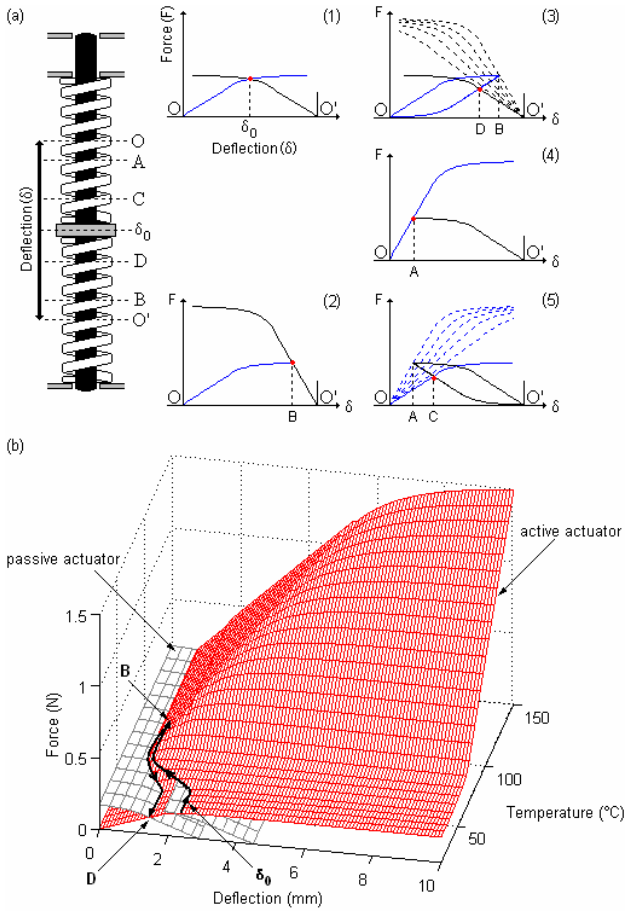 (a)
Deflection (δ)
O
A
C
δ0
D
B
O'
(1)
Force (F)
O
O'
δ0
Deflection (δ)
(3)
F
O
O'
D
B
δ
(4)
F
O
O'
A
δ
(2)
F
O
O'
B
δ
(5)
F
O
O'
A
C
δ
(b)
passive actuator
active actuator
B
D
δ0
Force (N)
1.5
1
0.5
0
Deflection (mm)
0
2
4
6
8
10
Temperature (°C)
50
100
150